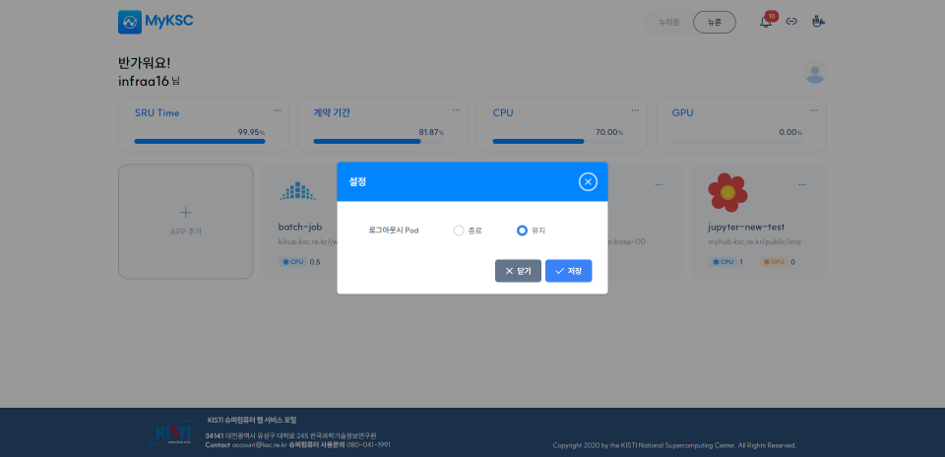 MyKSC
누리온 뉴론 10
반가워요!
infraa16 님
SRU Time ...
99.95%
계약 기간 ...
81.87%
CPU ...
70.00%
GPU ...
0.00%
APP 추가
batch-job
kihub.ksc.re.kr/jw
CPU 0.5
...
n-base-00
...
jupyter-new-test
myhub.ksc.re.kr/public/ima...
CPU 1 GPU 0
설정
로그아웃시 Pod 종료 유지
닫기 저장
KISTI
KISTI 슈퍼컴퓨터 웹 서비스 포털
34141 대전광역시 유성구 대학로 245 한국과학기술정보연구원
Contact account@ksc.re.kr 슈퍼컴퓨터 사용문의 080-041-1991
Copyright 2020 by the KISTI National Supercomputing Center. All Rights Reserved.